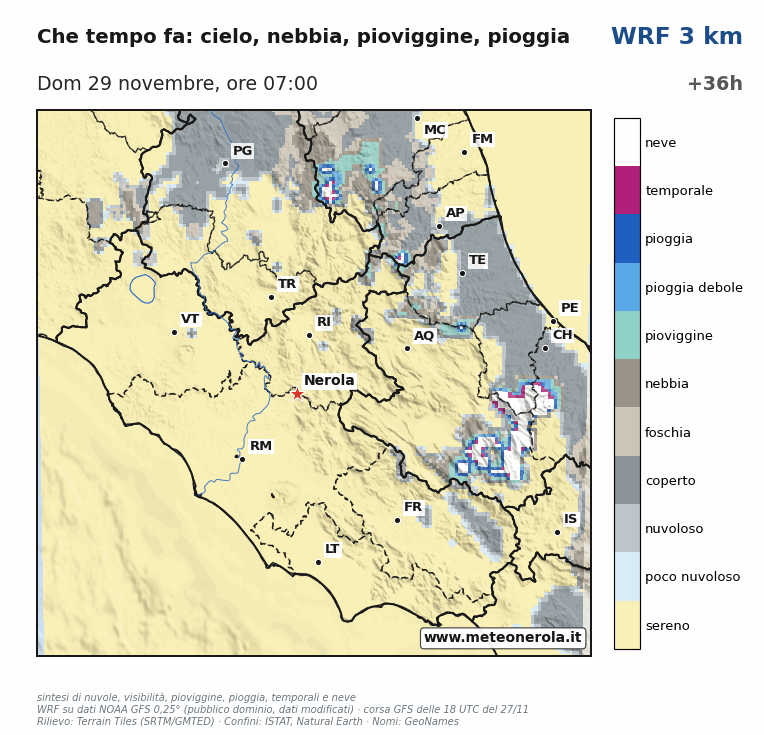 Che tempo fa: cielo, nebbia, pioviggine, pioggia
WRF 3 km
Dom 29 novembre, ore 07:00
+36h
MC
FM
PG
AP
TE
TR
PE
VT
RI
AQ
CH
Nerola
RM
FR
IS
LT
www.meteonerola.it
neve
temporale
pioggia
pioggia debole
pioviggine
nebbia
foschia
coperto
nuvoloso
poco nuvoloso
sereno
sintesi di nuvole, visibilità, pioviggine, pioggia, temporali e neve
WRF su dati NOAA GFS 0,25° (pubblico dominio, dati modificati) · corsa GFS delle 18 UTC del 27/11
Rilievo: Terrain Tiles (SRTM/GMTED) · Confini: ISTAT, Natural Earth · Nomi: GeoNames